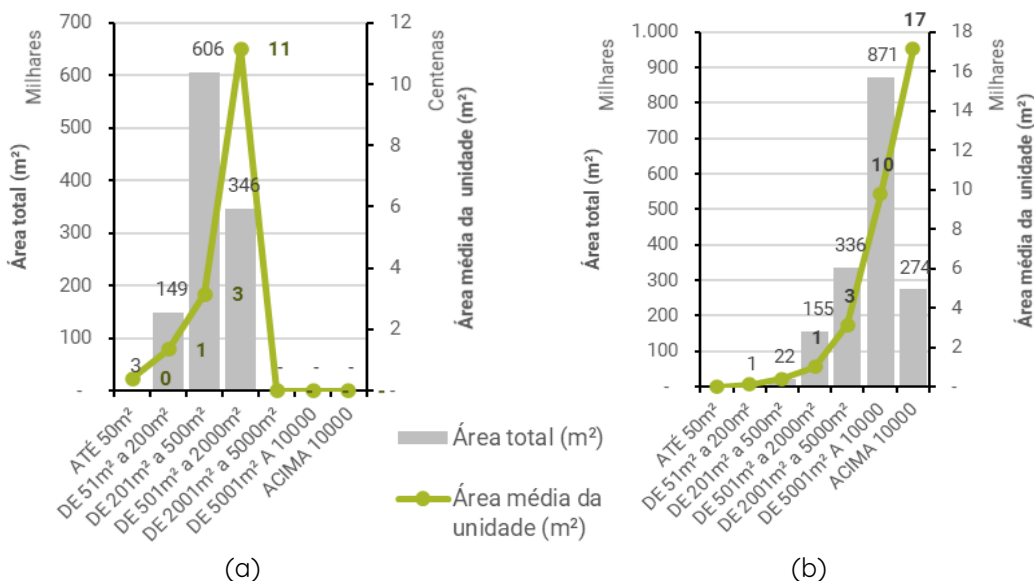 700
600
500
400
300
200
100
-
Milhares
Área total (m²)
12
10
8
6
4
2
-
Centenas
Área média da unidade (m²)
3
149
606
346
-
-
-
0
1
3
11
-
ATÉ 50m²
DE 51m² a 200m²
DE 201m² a 500m²
DE 501m² a 2000m²
DE 2001m² a 5000m²
DE 5001m² A 10000
ACIMA 10000
Área total (m²)
Área média da
unidade (m²)
(a)
1.000
900
800
700
600
500
400
300
200
100
-
Milhares
Área total (m²)
18
16
14
12
10
8
6
4
2
-
Milhares
Área média da unidade (m²)
1
22
155
336
871
274
1
3
10
17
ATÉ 50m²
DE 51m² a 200m²
DE 201m² a 500m²
DE 501m² a 2000m²
DE 2001m² a 5000m²
DE 5001m² A 10000
ACIMA 10000
(b)